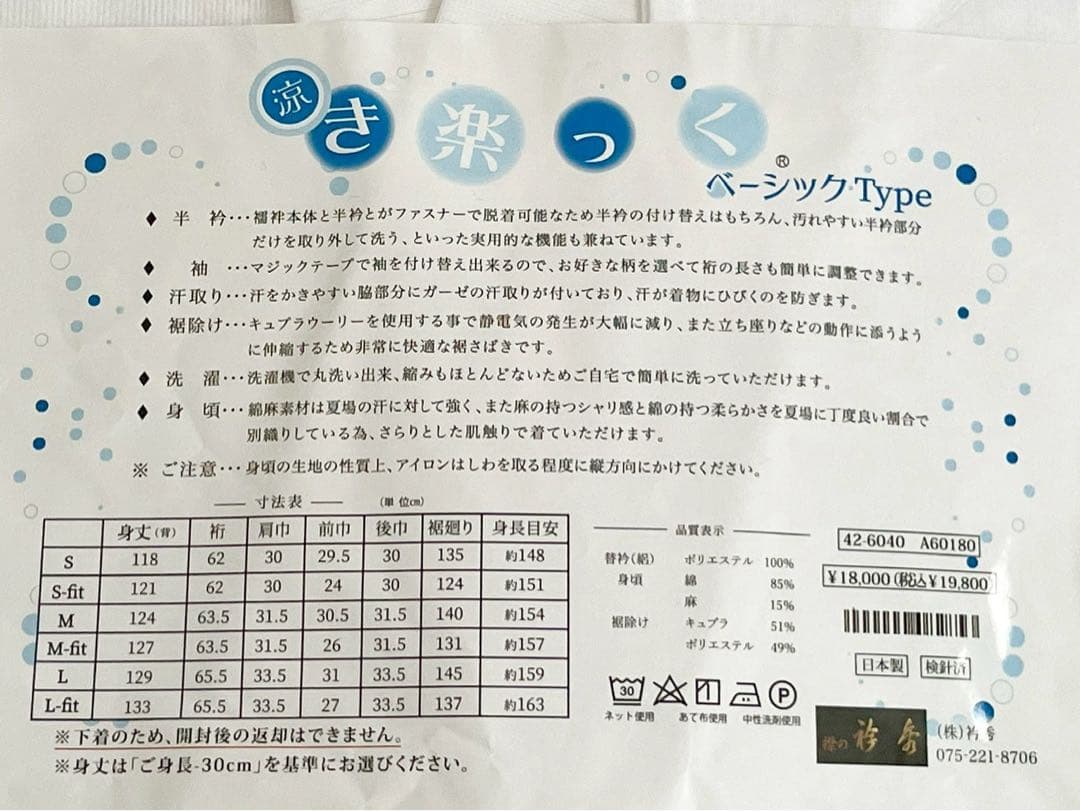 涼 き楽っく®
ベーシックType
◆ 半 衿・・・襦袢本体と半衿とがファスナーで脱着可能なため半衿の付け替えはもちろん、汚れやすい半衿部分
だけを取り外して洗う、といった実用的な機能も兼ねています。
◆ 袖 ・・・マジックテープで袖を付け替え出来るので、お好きな柄を選べて裄の長さも簡単に調整できます。
◆ 汗取り・・・汗をかきやすい脇部分にガーゼの汗取りが付いており、汗が着物にひびくのを防ぎます。
◆ 裾除け・・・キュプラウーリーを使用する事で静電気の発生が大幅に減り、また立ち座りなどの動作に添うよう
に伸縮するため非常に快適な裾さばきです。
◆ 洗 濯・・・洗濯機で丸洗い出来、縮みもほとんどないためご自宅で簡単に洗っていただけます。
◆ 身 頃・・・綿麻素材は夏場の汗に対して強く、また麻の持つシャリ感と綿の持つ柔らかさを夏場に丁度良い割合で
別織りしている為、さらりとした肌触りで着ていただけます。
※ ご注意・・・身頃の生地の性質上、アイロンはしわを取る程度に縦方向にかけてください。
寸法表 (単位cm)
身丈(背) 裄 肩巾 前巾 後巾 裾廻り 身長目安
S 118 62 30 29.5 30 135 約148
S-fit 121 62 30 24 30 124 約151
M 124 63.5 31.5 30.5 31.5 140 約154
M-fit 127 63.5 31.5 26 31.5 131 約157
L 129 65.5 33.5 31 33.5 145 約159
L-fit 133 65.5 33.5 27 33.5 137 約163
※下着のため、開封後の返却はできません。
※身丈は「ご身長-30cm」を基準にお選びください。
品質表示
替衿(絽) ポリエステル 100%
身頃 綿 85%
麻 15%
裾除け キュプラ 51%
ポリエステル 49%
30 P
ネット使用 あて布使用 中性洗剤使用
42-6040 A60180
¥18,000(税込¥19,800)
日本製 検針済
襟の 衿秀
(株)衿秀
075-221-8706